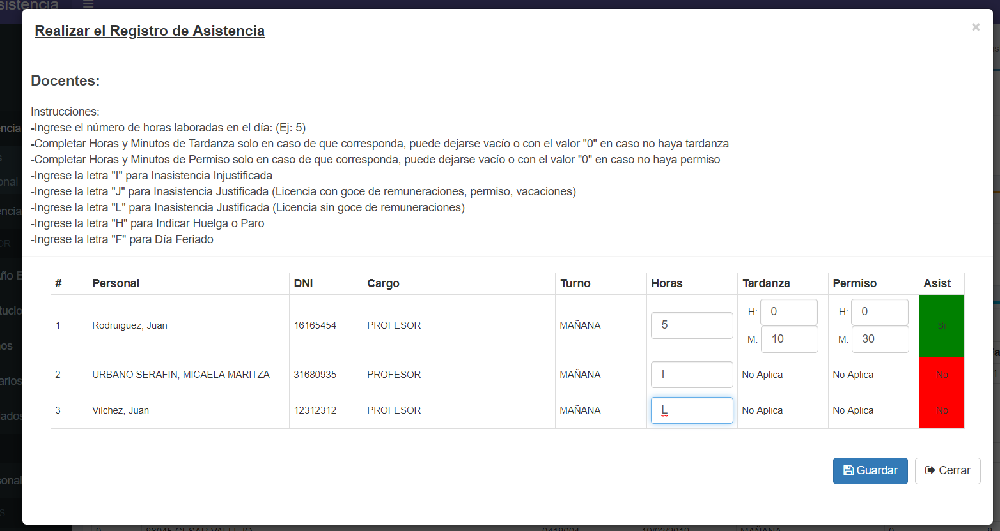 sistencia
Realizar el Registro de Asistencia
×
Docentes:
Instrucciones:
-Ingrese el número de horas laboradas en el día: (Ej: 5)
-Completar Horas y Minutos de Tardanza solo en caso de que corresponda, puede dejarse vacío o con el valor "0" en caso no haya tardanza
-Completar Horas y Minutos de Permiso solo en caso de que corresponda, puede dejarse vacío o con el valor "0" en caso no haya permiso
-Ingrese la letra "I" para Inasistencia Injustificada
-Ingrese la letra "J" para Inasistencia Justificada (Licencia con goce de remuneraciones, permiso, vacaciones)
-Ingrese la letra "L" para Inasistencia Justificada (Licencia sin goce de remuneraciones)
-Ingrese la letra "H" para Indicar Huelga o Paro
-Ingrese la letra "F" para Día Feriado
# Personal DNI Cargo Turno Horas Tardanza Permiso Asist
1 Rodruiguez, Juan 16165454 PROFESOR MAÑANA 5 H: 0 M: 10 H: 0 M: 30 Si
2 URBANO SERAFIN, MICAELA MARITZA 31680935 PROFESOR MAÑANA I No Aplica No Aplica No
3 Vilchez, Juan 12312312 PROFESOR MAÑANA L No Aplica No Aplica No
Guardar Cerrar